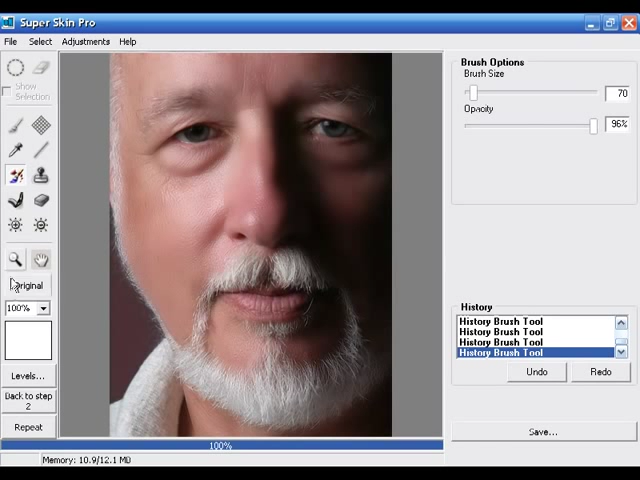 Super Skin Pro
File Select Adjustments Help
Show
Selection
Original
100%
Levels...
Back to step
2
Repeat
100%
Memory: 10.9/12.1 MB
Brush Options
Brush Size
70
Opacity
96%
History
History Brush Tool
History Brush Tool
History Brush Tool
History Brush Tool
Undo Redo
Save...